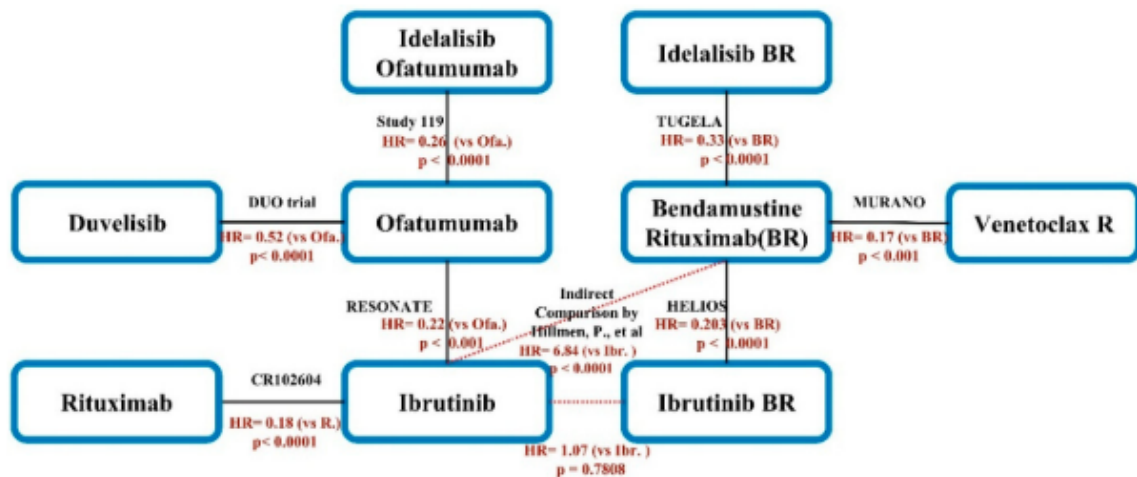 Idelalisib
Ofatumumab
Idelalisib BR
Study 119
HR= 0.26 (vs Ofa.)
p < 0.0001
TUGELA
HR= 0.33 (vs BR)
p < 0.0001
Duvelisib
DUO trial
HR= 0.52 (vs Ofa.)
p< 0.0001
Ofatumumab
Bendamustine
Rituximab(BR)
MURANO
HR= 0.17 (vs BR)
p < 0.001
Venetoclax R
RESONATE
HR= 0.22 (vs Ofa.)
p < 0.001
Indirect
Comparison by
Hillmen, P., et al
HR= 6.84 (vs Ibr. )
p < 0.0001
HELIOS
HR= 0.203 (vs BR)
p < 0.0001
Rituximab
CR102604
HR= 0.18 (vs R.)
p< 0.0001
Ibrutinib
Ibrutinib BR
HR= 1.07 (vs Ibr. )
p = 0.7808